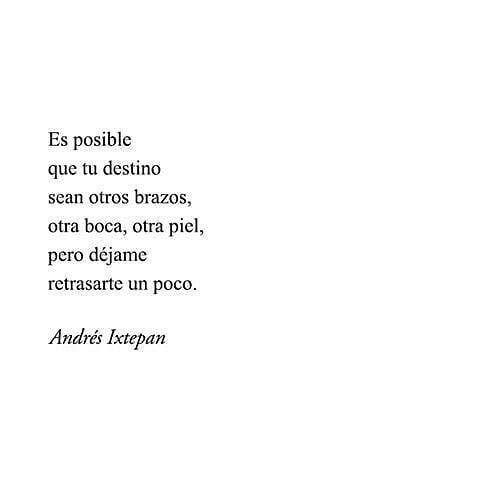 Es posible
que tu destino
sean otros brazos,
otra boca, otra piel,
pero déjame
retrasarte un poco.
Andrés Ixtepan